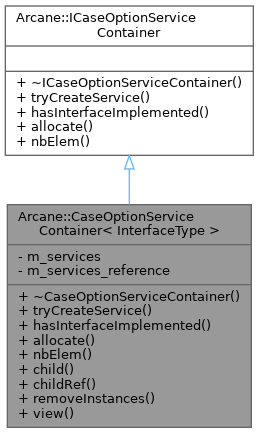 Arcane::ICaseOptionService
Container
+ ~ICaseOptionServiceContainer()
+ tryCreateService()
+ hasInterfaceImplemented()
+ allocate()
+ nbElem()
Arcane::CaseOptionService
Container< InterfaceType >
- m_services
- m_services_reference
+ ~CaseOptionServiceContainer()
+ tryCreateService()
+ hasInterfaceImplemented()
+ allocate()
+ nbElem()
+ child()
+ childRef()
+ removeInstances()
+ view()